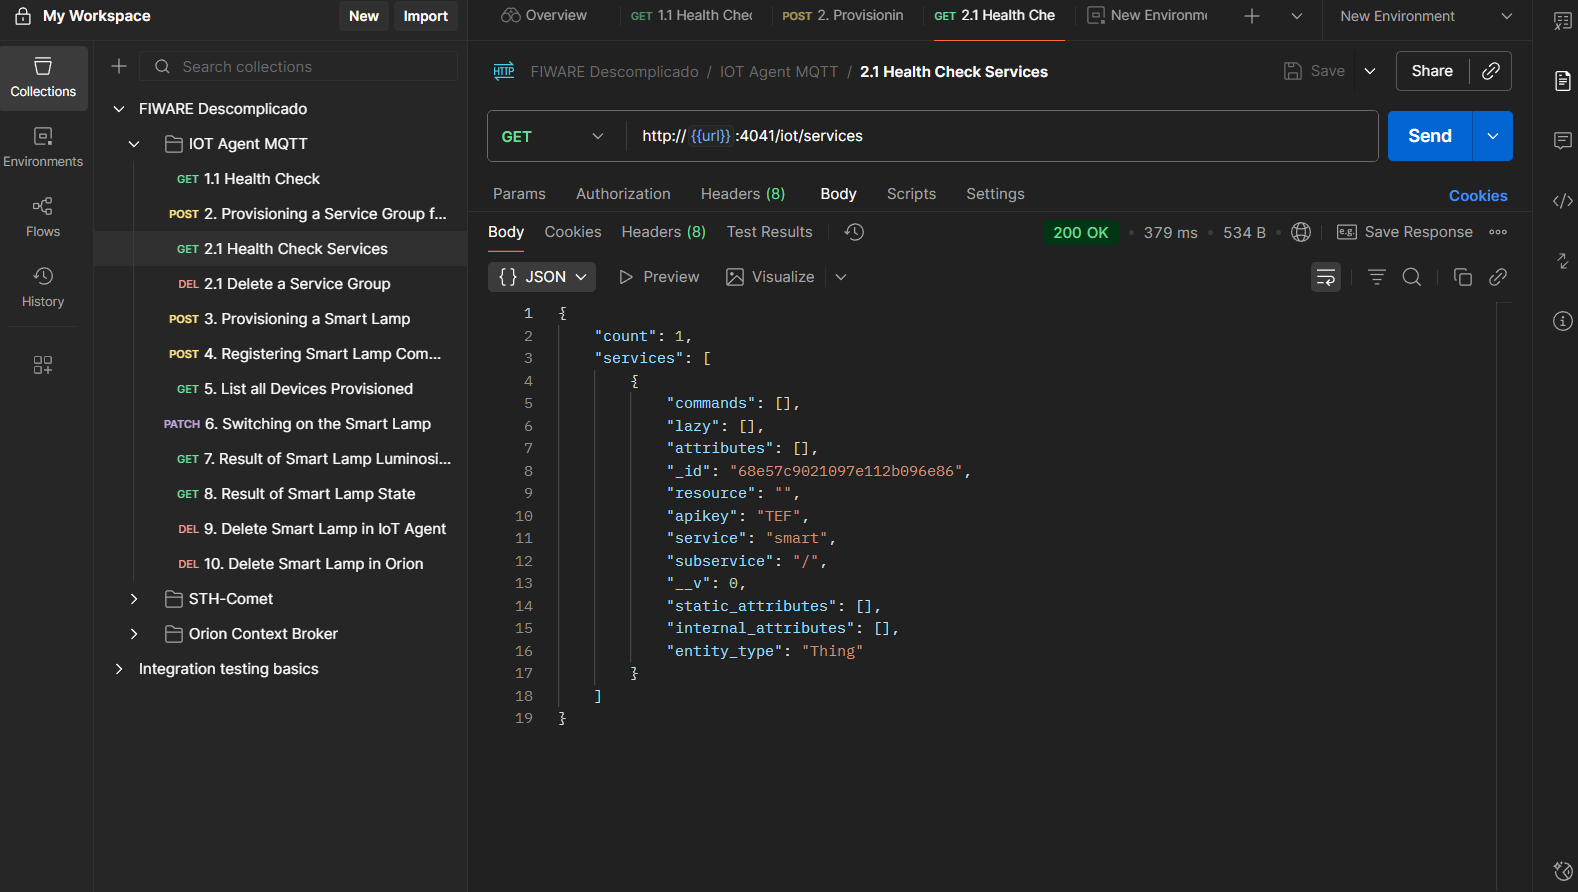 My Workspace
New
Import
Overview
GET 1.1 Health Chec
POST 2. Provisionin
GET 2.1 Health Che
New Environm
New Environment
Collections
Environments
Flows
History
Search collections
FIWARE Descomplicado
IOT Agent MQTT
GET 1.1 Health Check
POST 2. Provisioning a Service Group f...
GET 2.1 Health Check Services
DEL 2.1 Delete a Service Group
POST 3. Provisioning a Smart Lamp
POST 4. Registering Smart Lamp Com...
GET 5. List all Devices Provisioned
PATCH 6. Switching on the Smart Lamp
GET 7. Result of Smart Lamp Luminosi...
GET 8. Result of Smart Lamp State
DEL 9. Delete Smart Lamp in IoT Agent
DEL 10. Delete Smart Lamp in Orion
STH-Comet
Orion Context Broker
Integration testing basics
HTTP FIWARE Descomplicado / IOT Agent MQTT / 2.1 Health Check Services
Save
Share
GET
http:// {{url}} :4041/iot/services
Send
Params Authorization Headers (8) Body Scripts Settings
Cookies
Body Cookies Headers (8) Test Results
200 OK • 379 ms • 534 B • e.g. Save Response
{} JSON Preview Visualize
1 {
2 "count": 1,
3 "services": [
4 {
5 "commands": [],
6 "lazy": [],
7 "attributes": [],
8 "_id": "68e57c9021097e112b096e86",
9 "resource": "",
10 "apikey": "TEF",
11 "service": "smart",
12 "subservice": "/",
13 "__v": 0,
14 "static_attributes": [],
15 "internal_attributes": [],
16 "entity_type": "Thing"
17 }
18 ]
19 }